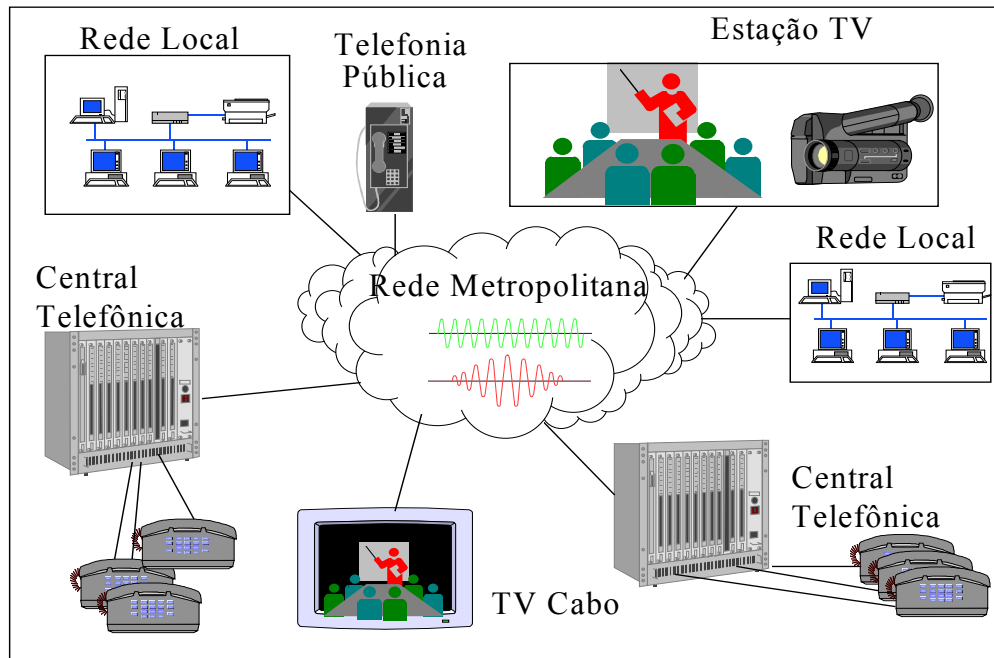 Rede Local
Telefonia
Pública
Estação TV
Rede Local
Central
Telefônica
Rede Metropolitana
Central
Telefônica
TV Cabo